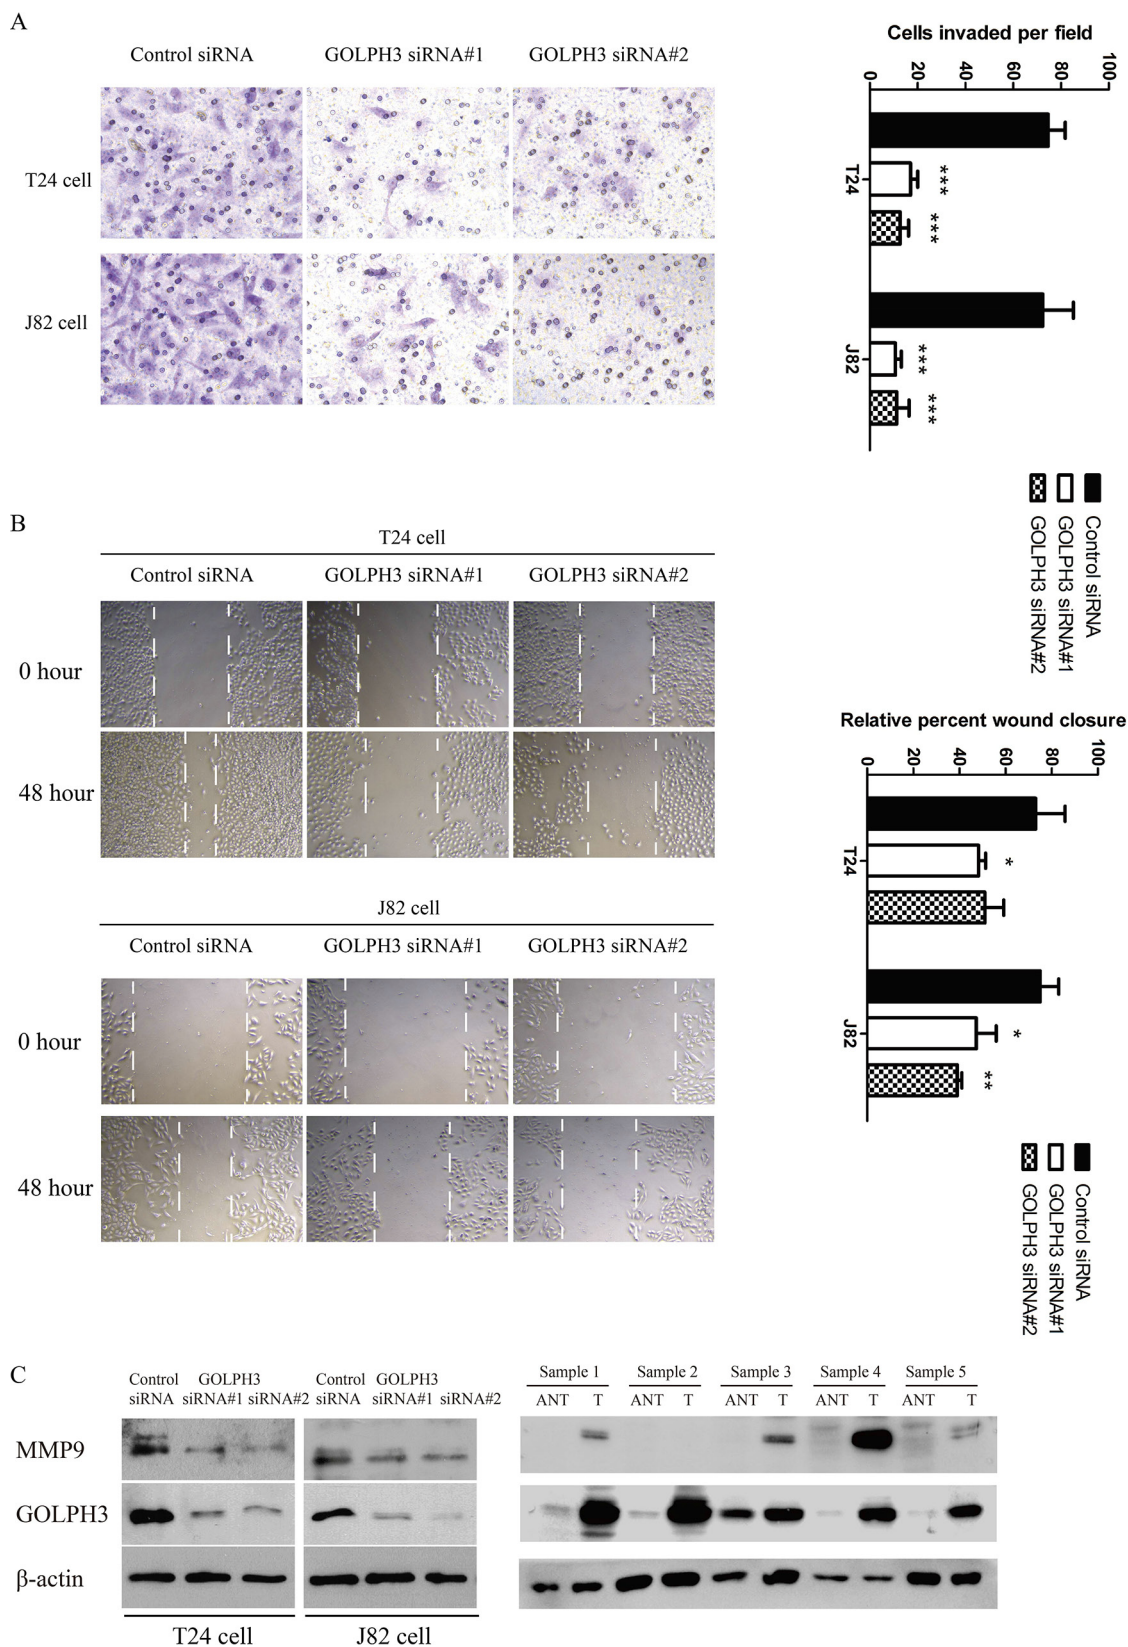 A
Control siRNA GOLPH3 siRNA#1 GOLPH3 siRNA#2
T24 cell
J82 cell
Cells invaded per field
0 20 40 60 80 100
T24
***
***
J82
***
***
Control siRNA
GOLPH3 siRNA#1
GOLPH3 siRNA#2
B
T24 cell
Control siRNA GOLPH3 siRNA#1 GOLPH3 siRNA#2
0 hour
48 hour
J82 cell
Control siRNA GOLPH3 siRNA#1 GOLPH3 siRNA#2
0 hour
48 hour
Relative percent wound closure
0 20 40 60 80 100
T24
*
J82
*
**
Control siRNA
GOLPH3 siRNA#1
GOLPH3 siRNA#2
C
Control GOLPH3 Control GOLPH3
siRNA siRNA#1 siRNA#2 siRNA siRNA#1 siRNA#2
Sample 1 Sample 2 Sample 3 Sample 4 Sample 5
ANT T ANT T ANT T ANT T ANT T
MMP9
GOLPH3
β-actin
T24 cell J82 cell